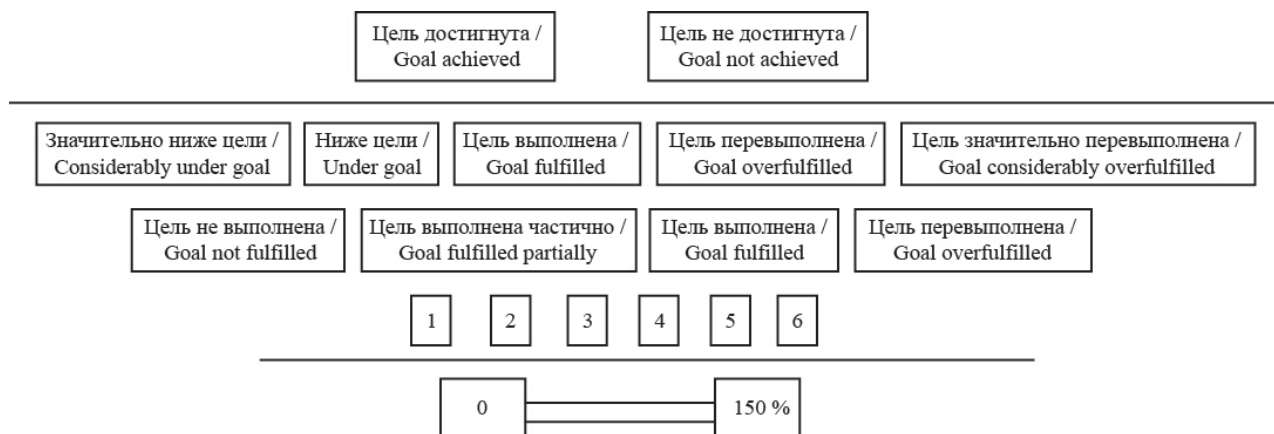 Цель достигнута /
Goal achieved
Цель не достигнута /
Goal not achieved
Значительно ниже цели /
Considerably under goal
Ниже цели /
Under goal
Цель выполнена /
Goal fulfilled
Цель перевыполнена /
Goal overfulfilled
Цель значительно перевыполнена /
Goal considerably overfulfilled
Цель не выполнена /
Goal not fulfilled
Цель выполнена частично /
Goal fulfilled partially
Цель выполнена /
Goal fulfilled
Цель перевыполнена /
Goal overfulfilled
1 2 3 4 5 6
0 150 %